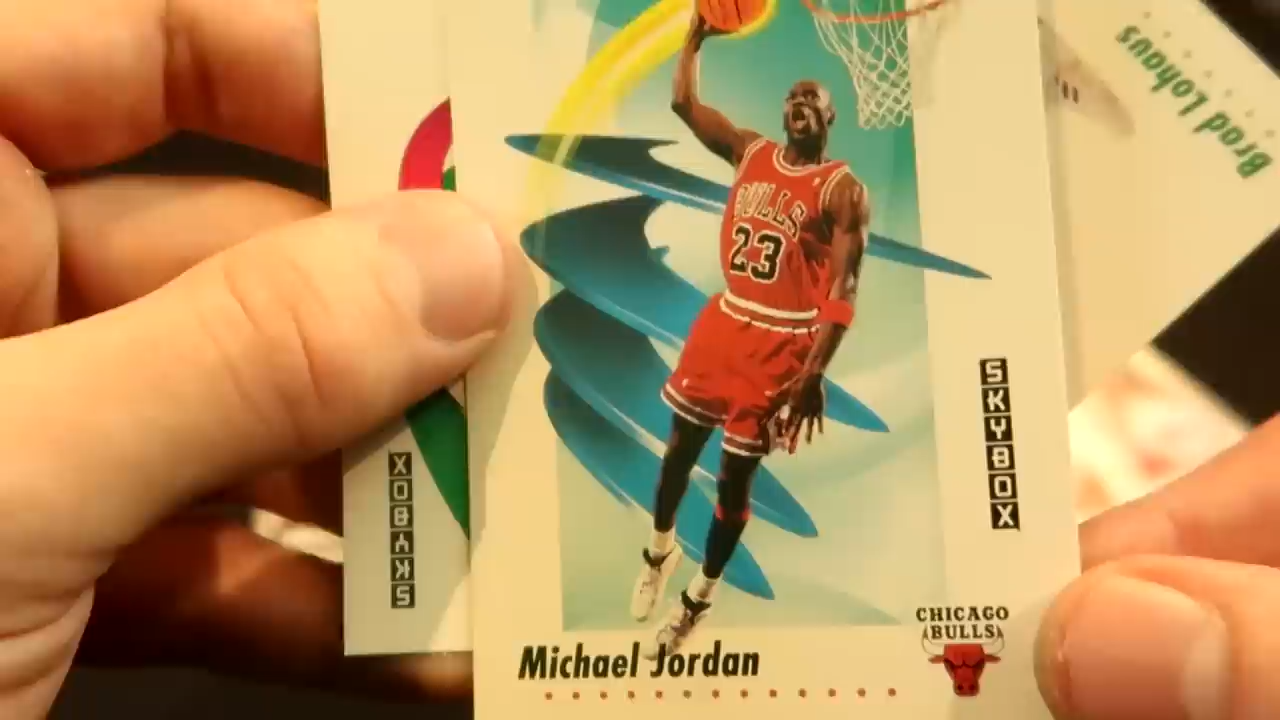 Brad Lohaus
BULLS
23
SKYBOX
SKYBOX
CHICAGO
BULLS
Michael Jordan